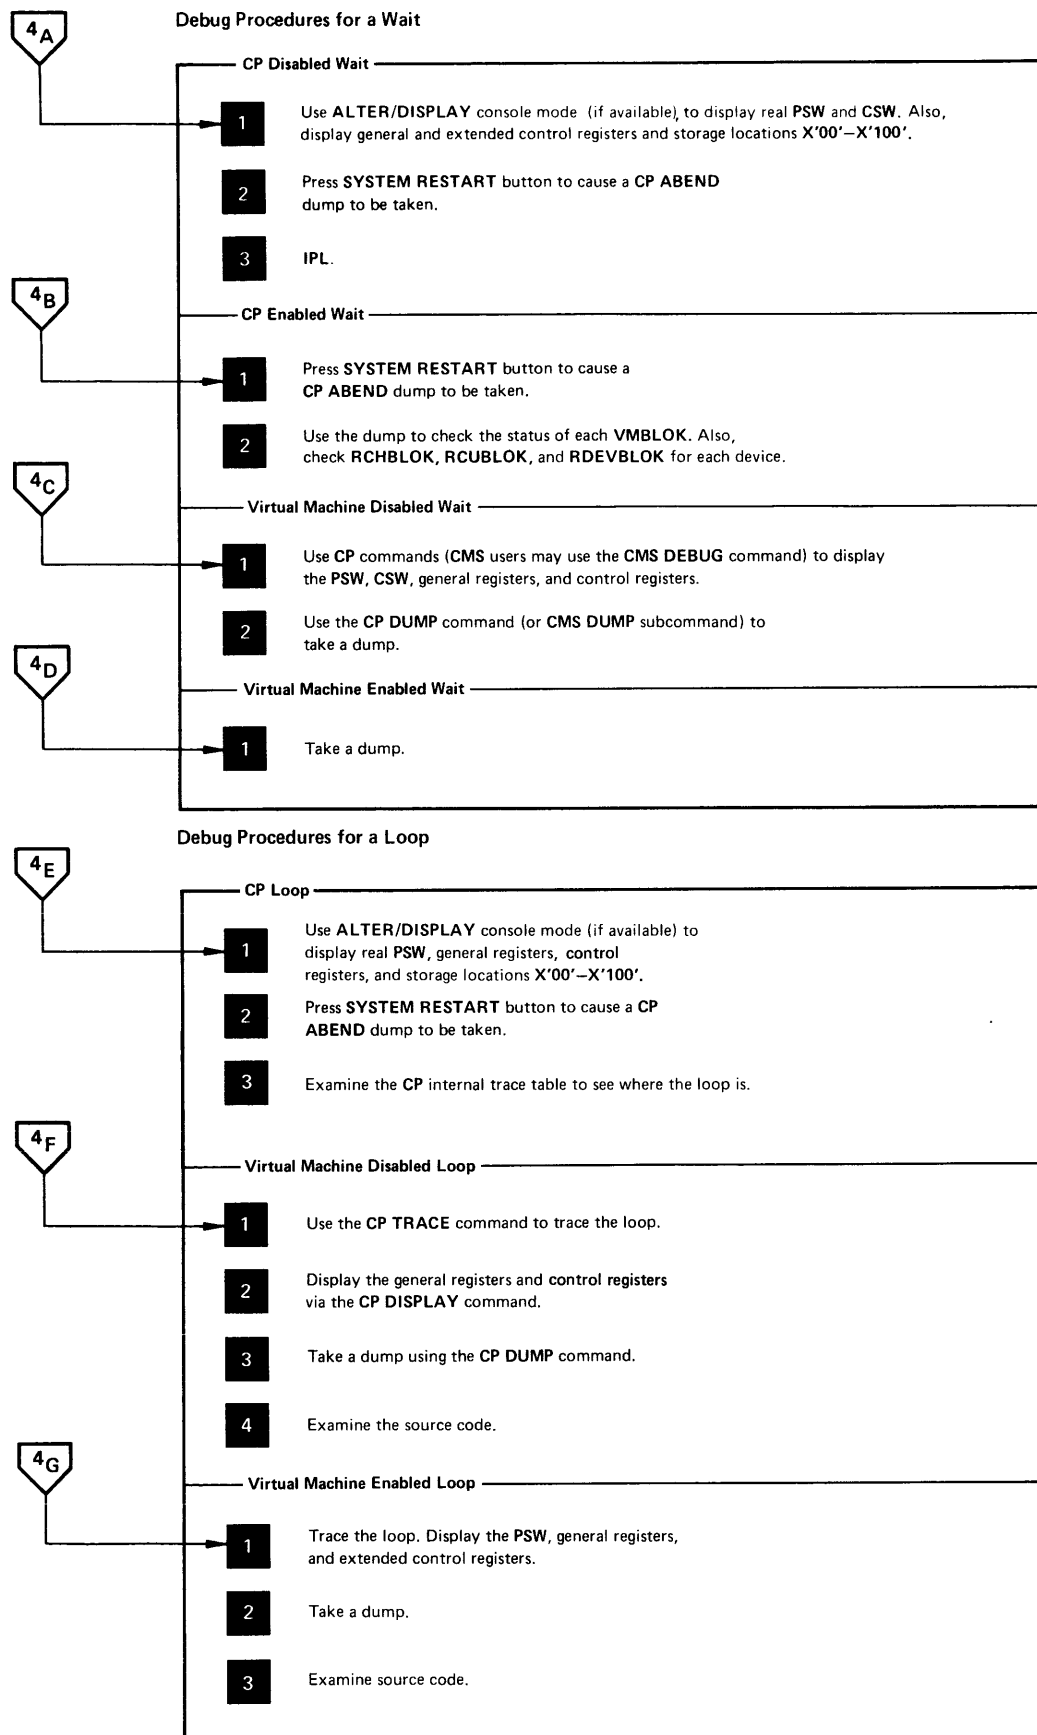 Debug Procedures for a Wait
4A
CP Disabled Wait
1
Use ALTER/DISPLAY console mode (if available), to display real PSW and CSW. Also,
display general and extended control registers and storage locations X'00'–X'100'.
2
Press SYSTEM RESTART button to cause a CP ABEND
dump to be taken.
3
IPL.
4B
CP Enabled Wait
1
Press SYSTEM RESTART button to cause a
CP ABEND dump to be taken.
2
Use the dump to check the status of each VMBLOK. Also,
check RCHBLOK, RCUBLOK, and RDEVBLOK for each device.
4C
Virtual Machine Disabled Wait
1
Use CP commands (CMS users may use the CMS DEBUG command) to display
the PSW, CSW, general registers, and control registers.
2
Use the CP DUMP command (or CMS DUMP subcommand) to
take a dump.
4D
Virtual Machine Enabled Wait
1
Take a dump.
Debug Procedures for a Loop
4E
CP Loop
1
Use ALTER/DISPLAY console mode (if available) to
display real PSW, general registers, control
registers, and storage locations X'00'–X'100'.
2
Press SYSTEM RESTART button to cause a CP
ABEND dump to be taken.
3
Examine the CP internal trace table to see where the loop is.
4F
Virtual Machine Disabled Loop
1
Use the CP TRACE command to trace the loop.
2
Display the general registers and control registers
via the CP DISPLAY command.
3
Take a dump using the CP DUMP command.
4
Examine the source code.
4G
Virtual Machine Enabled Loop
1
Trace the loop. Display the PSW, general registers,
and extended control registers.
2
Take a dump.
3
Examine source code.